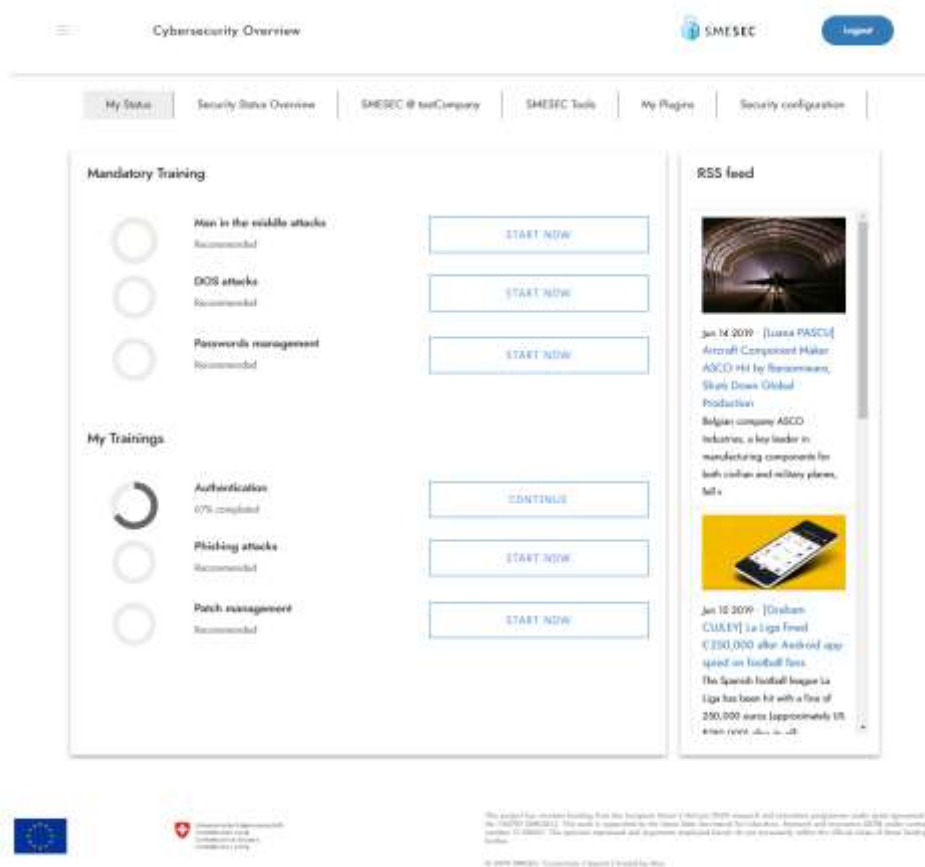 Cybersecurity Overview
SMESEC
Logout
My Status
Security Status Overview
SMESEC @ testCompany
SMESEC Tools
My Plugins
Security configuration
Mandatory Training
Man in the middle attacks
Recommended
START NOW
DOS attacks
Recommended
START NOW
Passwords management
Recommended
START NOW
My Trainings
Authentication
67% completed
CONTINUE
Phishing attacks
Recommended
START NOW
Patch management
Recommended
START NOW
RSS feed
Jun 14 2019 [Luana PASCU]
Aircraft Component Maker
ASCO Hit by Ransomware,
Shuts Down Global
Production
Belgian company ASCO
Industries, a key leader in
manufacturing components for
both civilian and military planes,
fell v
Jun 12 2019 [Graham
CLULEY] La Liga fined
€250,000 after Android app
spied on football fans
The Spanish football league La
Liga has been hit with a fine of
250,000 euros (approximately US